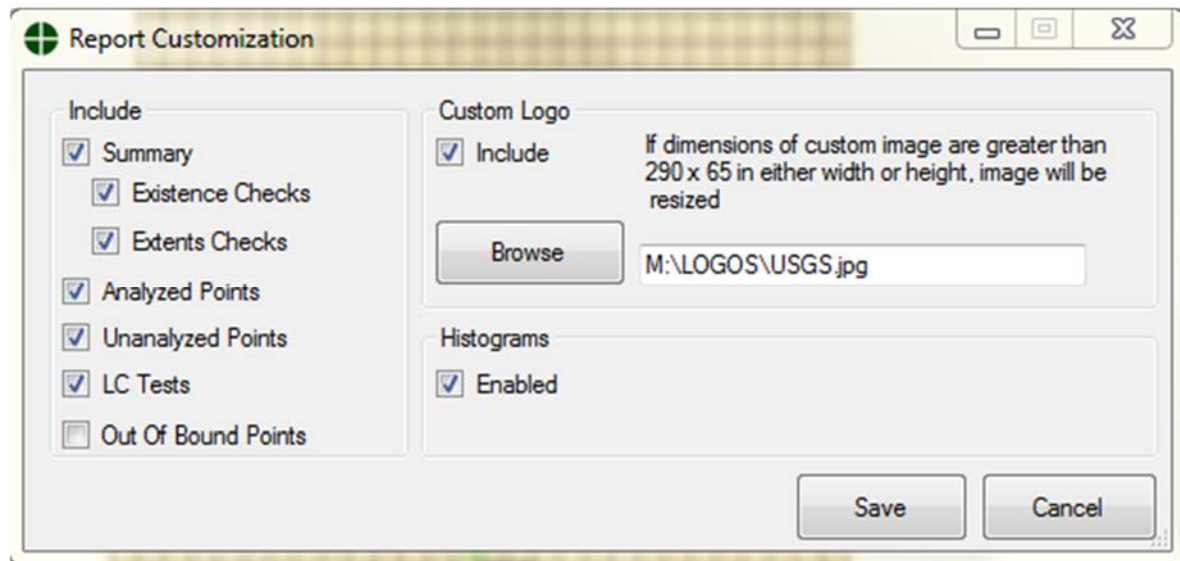 Report Customization
Include
Summary
Existence Checks
Extents Checks
Analyzed Points
Unanalyzed Points
LC Tests
Out Of Bound Points
Custom Logo
Include
If dimensions of custom image are greater than
290 x 65 in either width or height, image will be
resized
Browse
M:\LOGOS\USGS.jpg
Histograms
Enabled
Save
Cancel